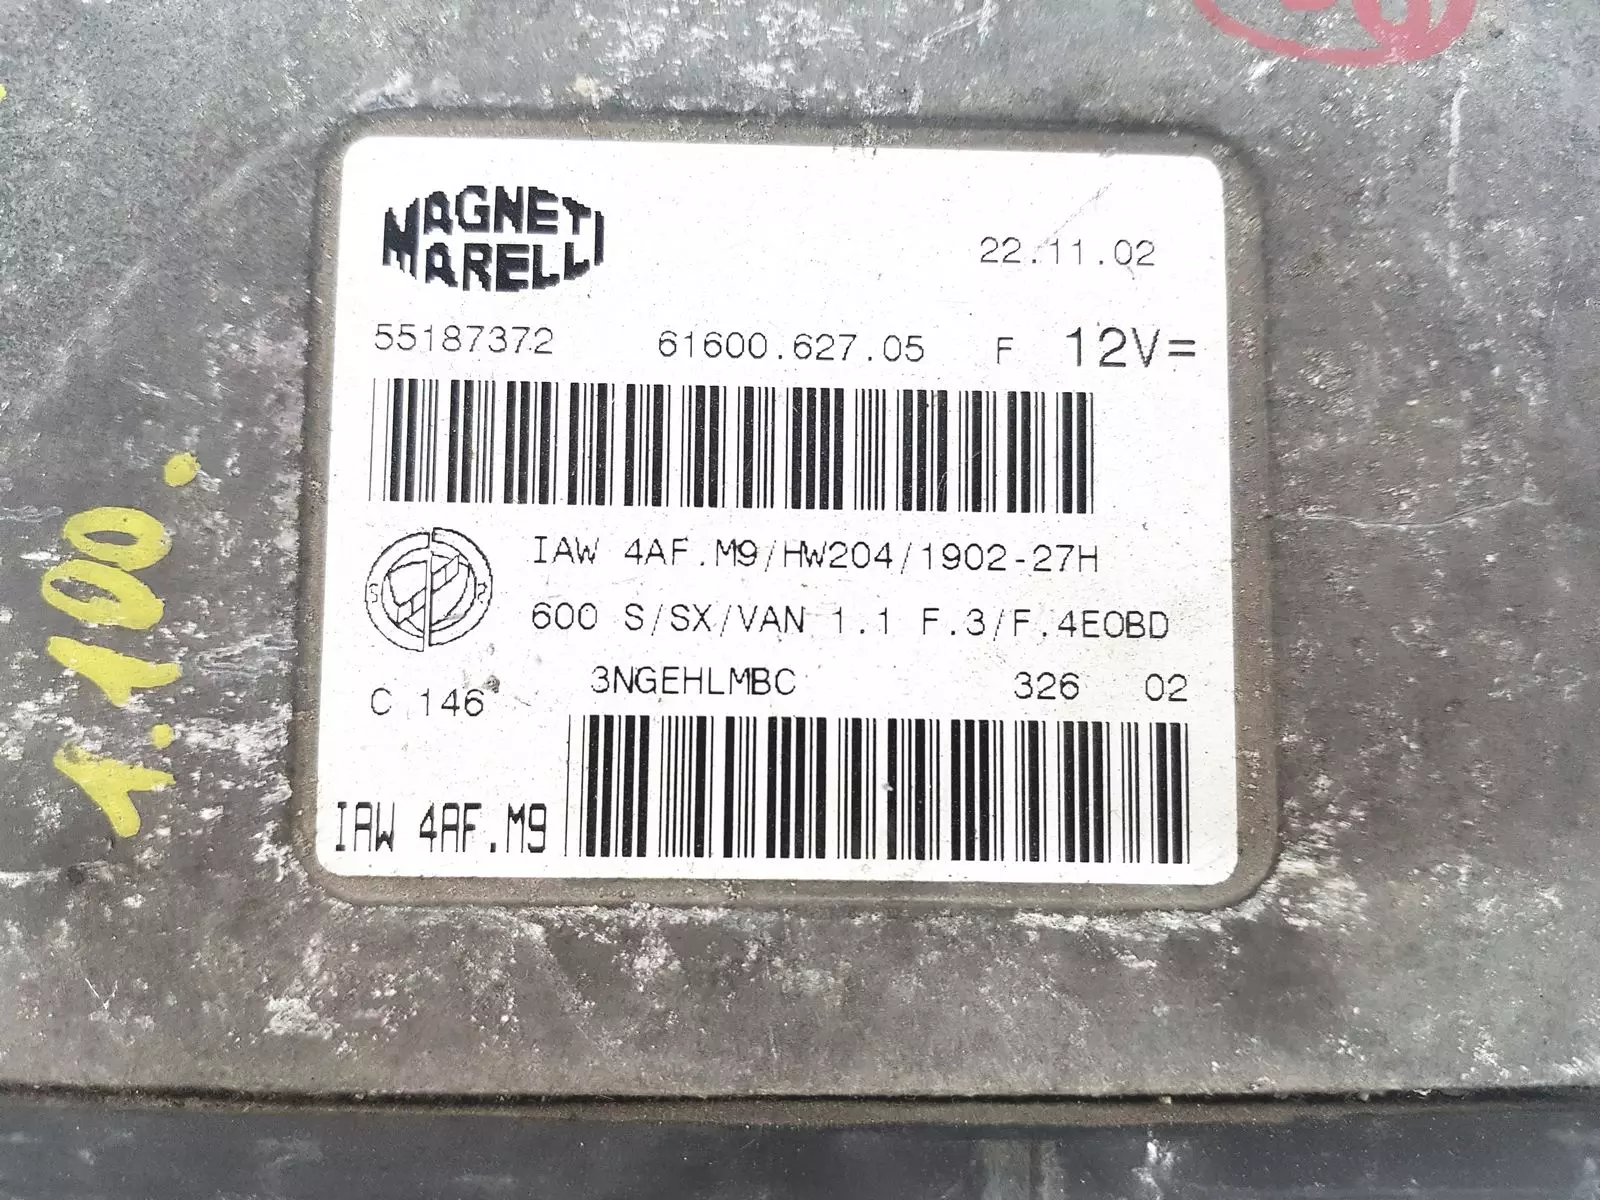 MAGNETI
MARELLI
22.11.02
55187372 61600.627.05 F 12V=
IAW 4AF.M9/HW204/1902-27H
600 S/SX/VAN 1.1 F.3/F.4EOBD
3NGEHLMBC 326 02
C 146
IAW 4AF.M9
1.100.